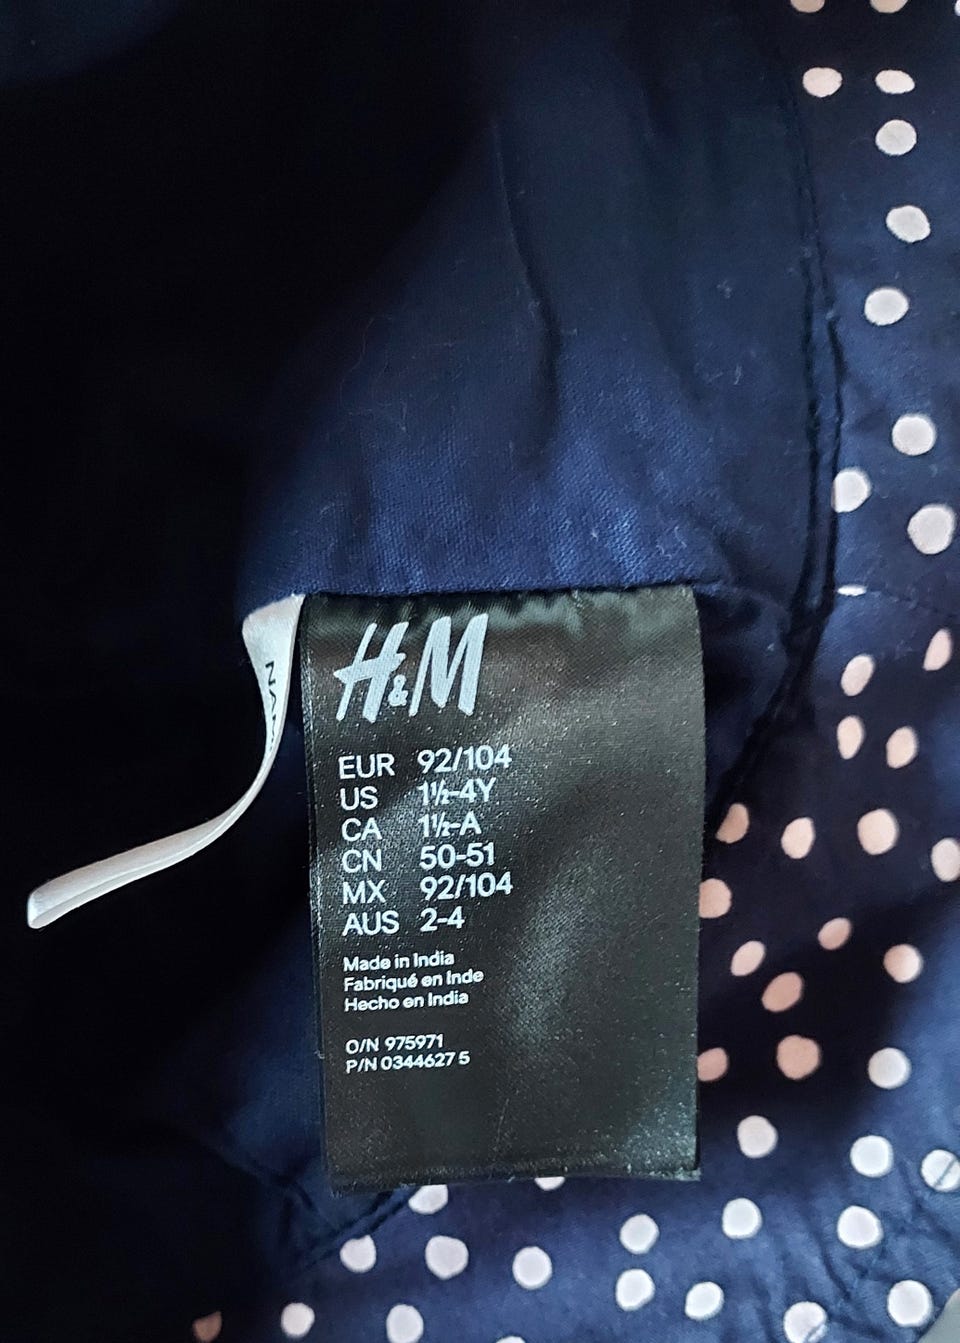 H&M
EUR 92/104
US 1½-4Y
CA 1½-A
CN 50-51
MX 92/104
AUS 2-4
Made in India
Fabriqué en Inde
Hecho en India
O/N 975971
P/N 0344627 5